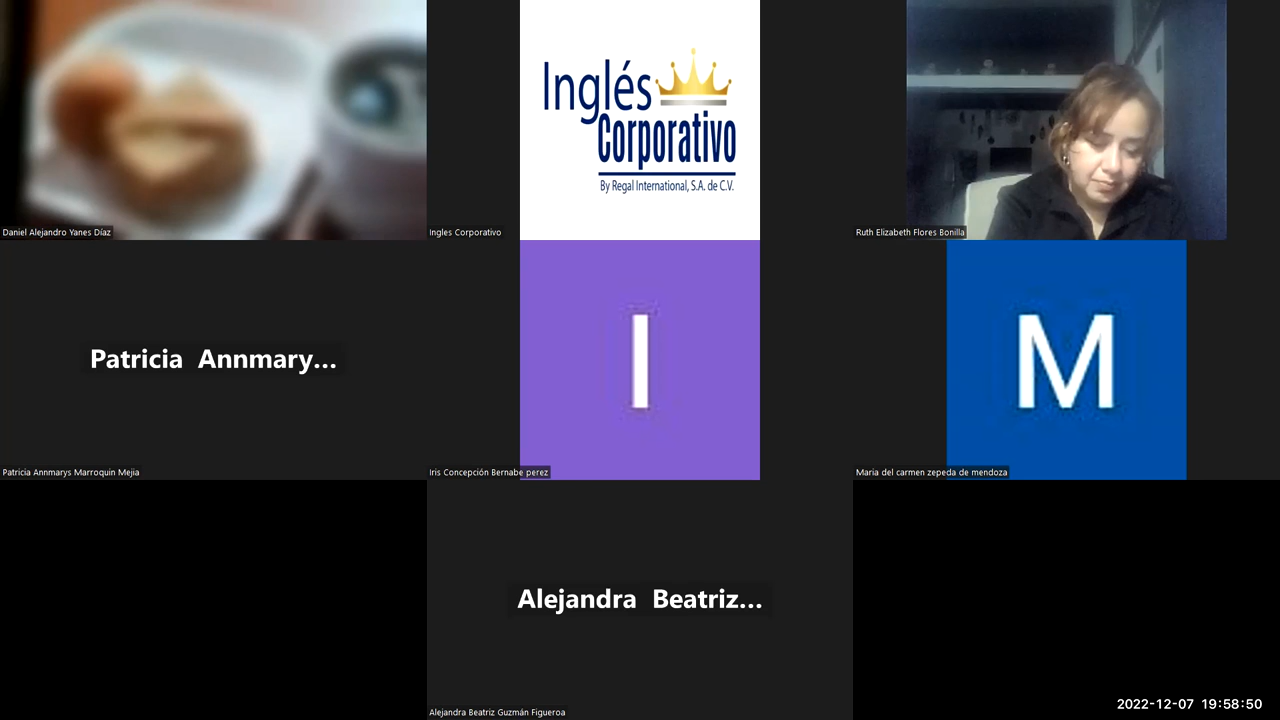 Inglés
Corporativo
By Regal International, S.A. de C.V.
Daniel Alejandro Yanes Díaz
Ingles Corporativo
Ruth Elizabeth Flores Bonilla
Patricia Annmary...
I
M
Patricia Annmarys Marroquin Mejia
Iris Concepción Bernabe perez
Maria del carmen zepeda de mendoza
Alejandra Beatriz...
Alejandra Beatriz Guzmán Figueroa
2022-12-07 19:58:50